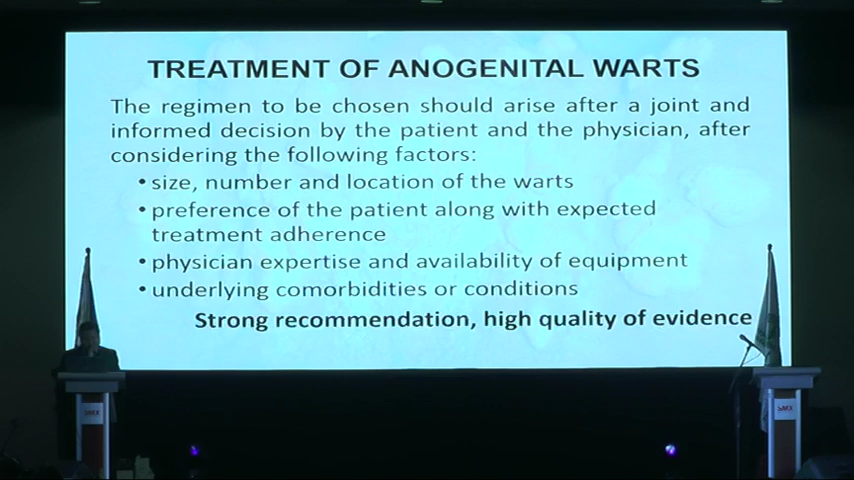 TREATMENT OF ANOGENITAL WARTS
The regimen to be chosen should arise after a joint and
informed decision by the patient and the physician, after
considering the following factors:
• size, number and location of the warts
• preference of the patient along with expected
treatment adherence
• physician expertise and availability of equipment
• underlying comorbidities or conditions
Strong recommendation, high quality of evidence
SMX
SMX